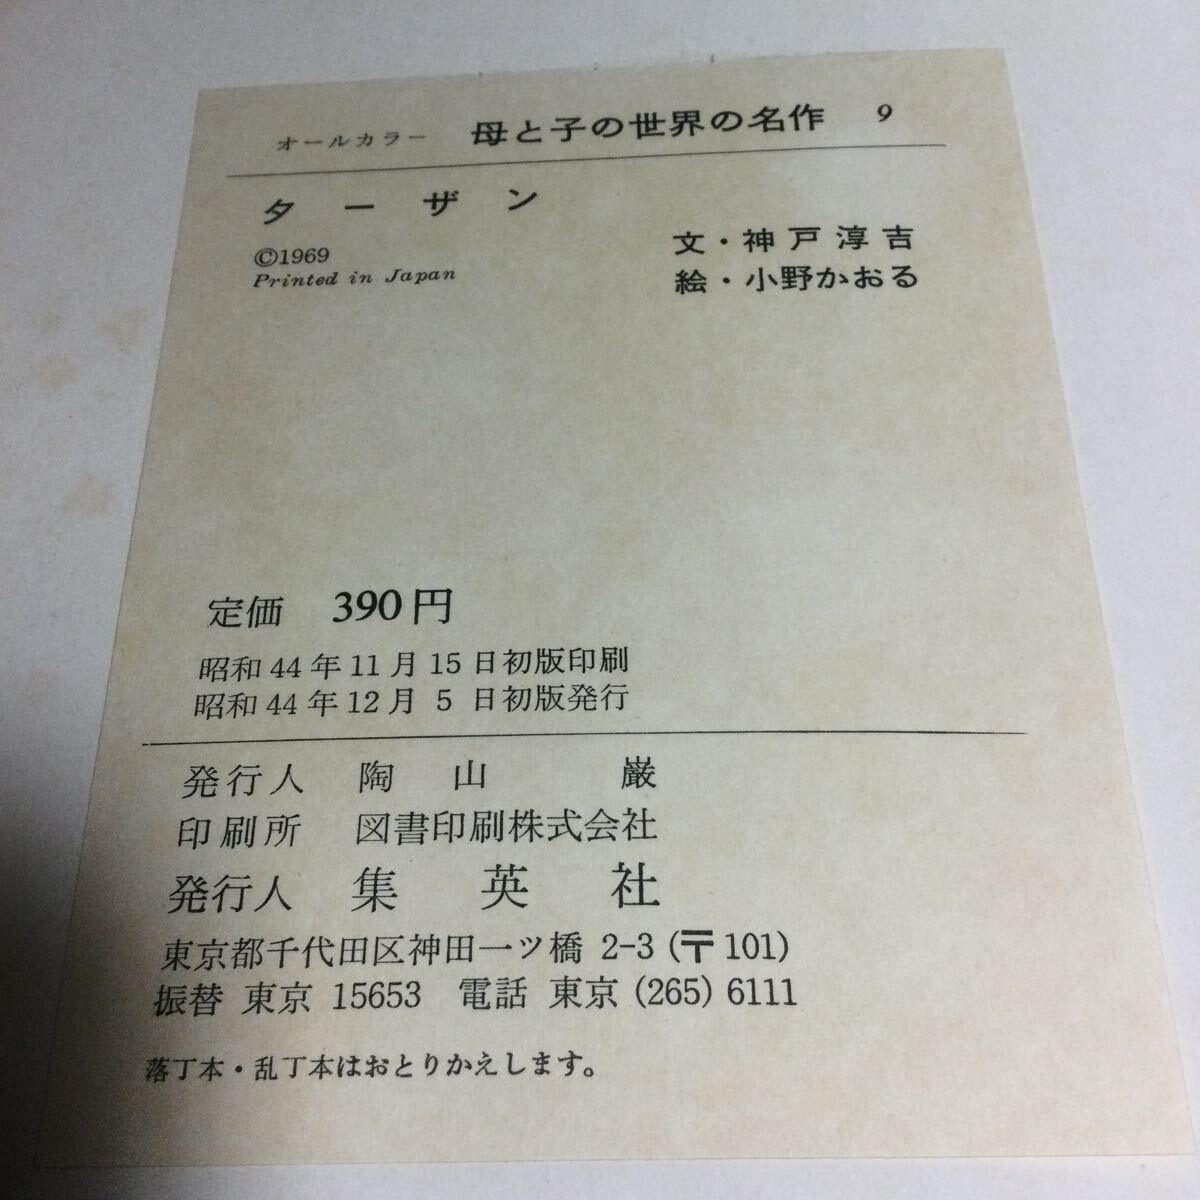 オールカラー 母と子の世界の名作 9
ターザン
©1969
Printed in Japan
文・神戸淳吉
絵・小野かおる
定価 390円
昭和44年11月15日初版印刷
昭和44年12月 5 日初版発行
発行人 陶山 巌
印刷所 図書印刷株式会社
発行人 集英社
東京都千代田区神田一ツ橋 2-3 (〒101)
振替 東京 15653 電話 東京 (265) 6111
落丁本・乱丁本はおとりかえします。